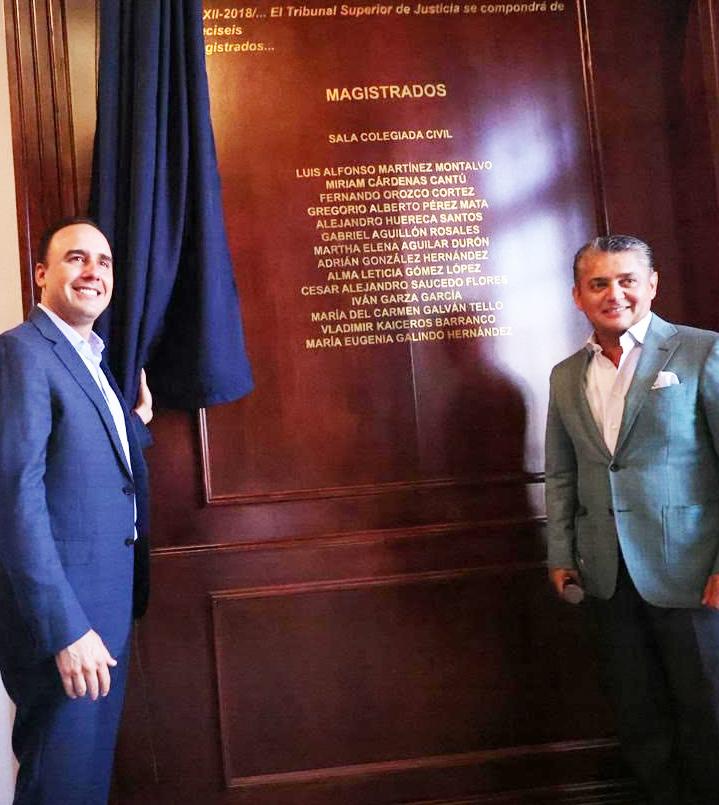 XII-2018/... El Tribunal Superior de Justicia se compondrá de
eciseis
gistrados...
MAGISTRADOS
SALA COLEGIADA CIVIL
LUIS ALFONSO MARTÍNEZ MONTALVO
MIRIAM CÁRDENAS CANTÚ
FERNANDO OROZCO CORTEZ
GREGORIO ALBERTO PÉREZ MATA
ALEJANDRO HUERECA SANTOS
GABRIEL AGUILLÓN ROSALES
MARTHA ELENA AGUILAR DURÓN
ADRIÁN GONZÁLEZ HERNÁNDEZ
ALMA LETICIA GÓMEZ LÓPEZ
CESAR ALEJANDRO SAUCEDO FLORES
IVÁN GARZA GARCÍA
MARÍA DEL CARMEN GALVÁN TELLO
VLADIMIR KAICEROS BARRANCO
MARÍA EUGENIA GALINDO HERNÁNDEZ